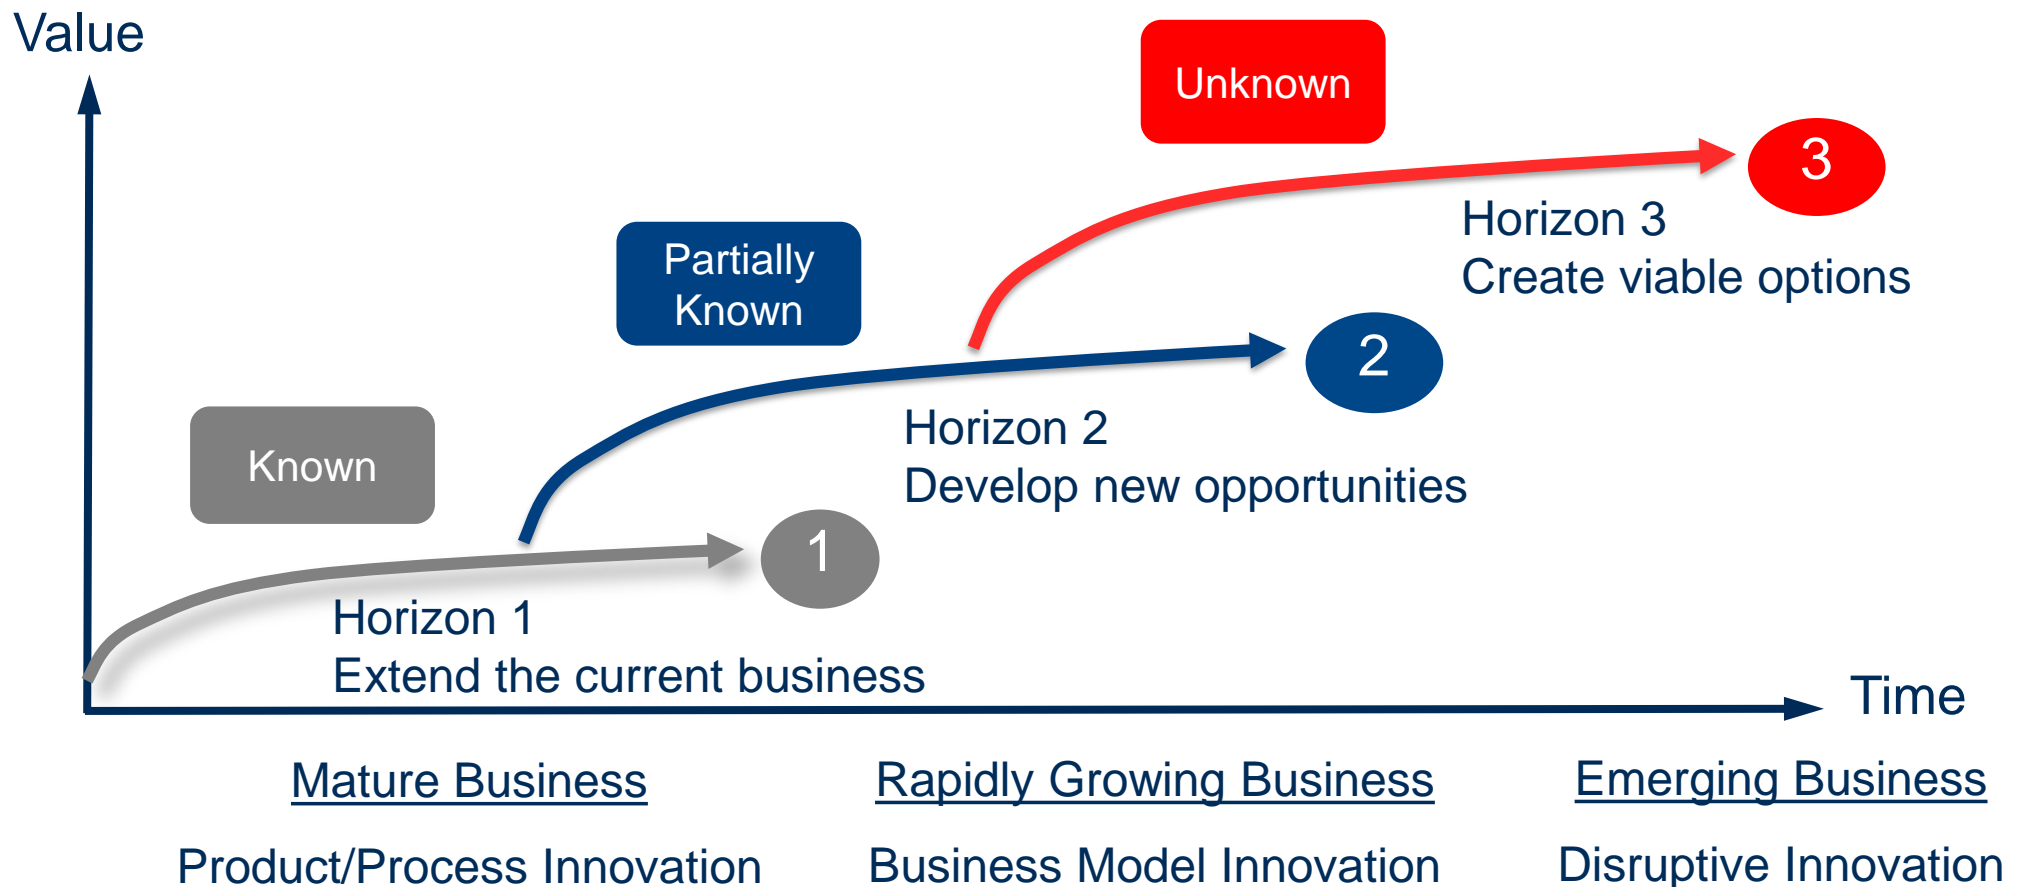 Value
Unknown
3
Horizon 3
Create viable options
Partially
Known
2
Horizon 2
Develop new opportunities
Known
1
Horizon 1
Extend the current business
Time
Mature Business
Rapidly Growing Business
Emerging Business
Product/Process Innovation
Business Model Innovation
Disruptive Innovation